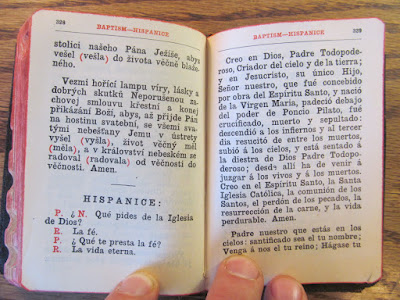 328
BAPTISM—HISPANICE
stolici našeho Pána Ježíše, abys
vešel (vešla) do věčné blaže-
ného.
Vezmi hořící lampu víry, lásky a
dobrých skutků Neporušenou za-
chovej smlouvu křestní a konej
přikázání Boží, abys, až přijde Pán
na hostinu svatební, se všemi sva-
tými nebešťany Jemu v ústrety
vyšel (vyšla), život věčný měl
(měla), a v království nebeském se
radoval (radovala) od věčnosti do
věčnosti. Amen.
HISPANICE:
P. ¿ N. Qué pides de la Iglesia
de Dios?
R. La fé.
P. ¿ Qué te presta la fé?
R. La vida eterna.
BAPTISM—HISPANICE
329
Creo en Dios, Padre Todopode-
roso, Criador del cielo y de la tierra;
y en Jesucristo, su único Hijo,
Señor nuestro, que fué concebido
por obra del Espíritu Santo, y nació
de la Virgen María, padeció debajo
del poder de Poncio Pilato, fué
crucificado, muerto y sepultado:
descendió a los infiernos y al tercer
día resucitó de entre los muertos,
subió á los cielos, y está sentado á
la diestra de Dios Padre Todopo-
deroso; desde allí ha de venir á
juzgar á los vivos y á los muertos.
Creo en el Espíritu Santo, la Santa
Iglesia Católica, la comunión de los
Santos, el perdón de los pecados, la
resurrección de la carne, y la vida
perdurable. Amen.
Padre nuestro que estás en los
cielos: santificado sea el tu nombre;
Venga á nos el tu reino; Hágase tu